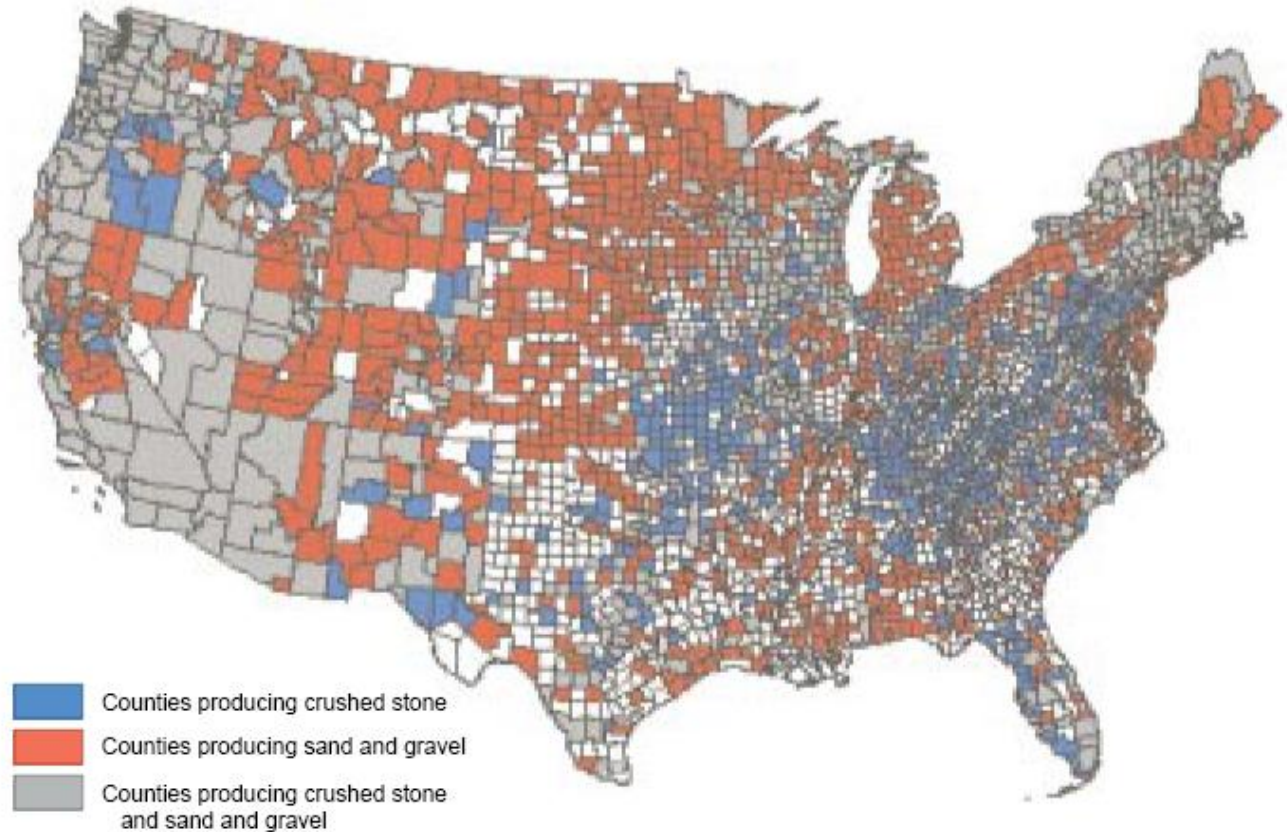 Counties producing crushed stone
Counties producing sand and gravel
Counties producing crushed stone
and sand and gravel